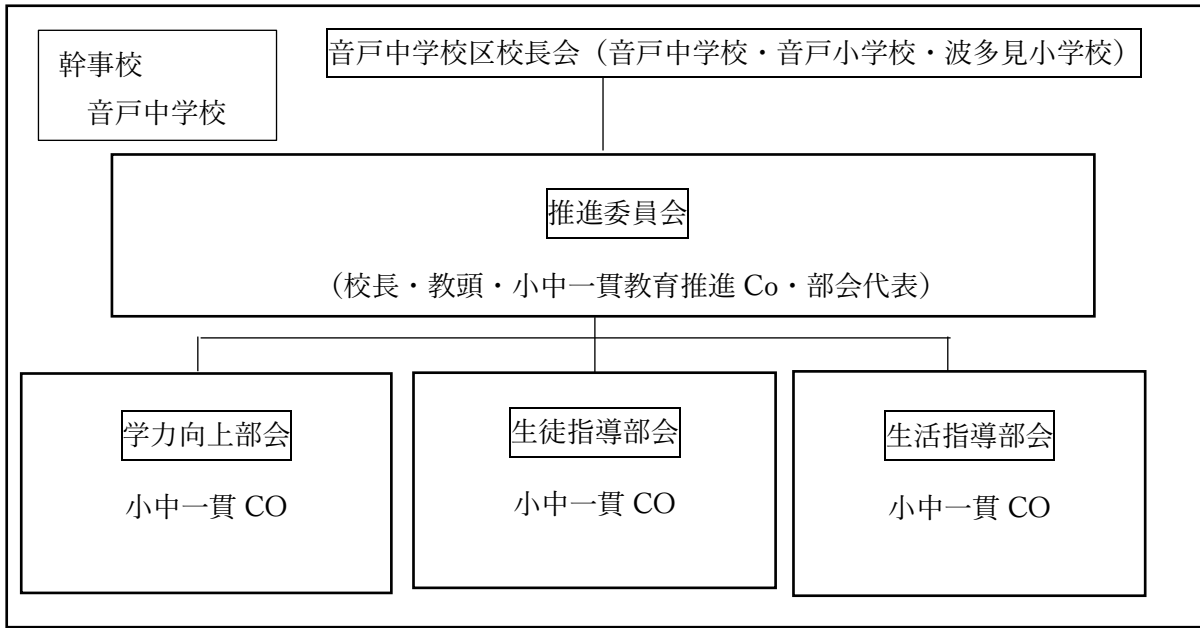 幹事校
音戸中学校
音戸中学校区校長会（音戸中学校・音戸小学校・波多見小学校）
推進委員会
（校長・教頭・小中一貫教育推進 Co・部会代表）
学力向上部会
小中一貫 CO
生徒指導部会
小中一貫 CO
生活指導部会
小中一貫 CO